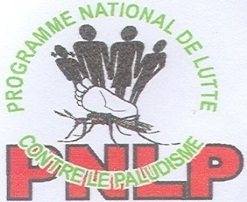 PROGRAMME NATIONAL DE LUTTE
CONTRE LE PALUDISME
PNLP